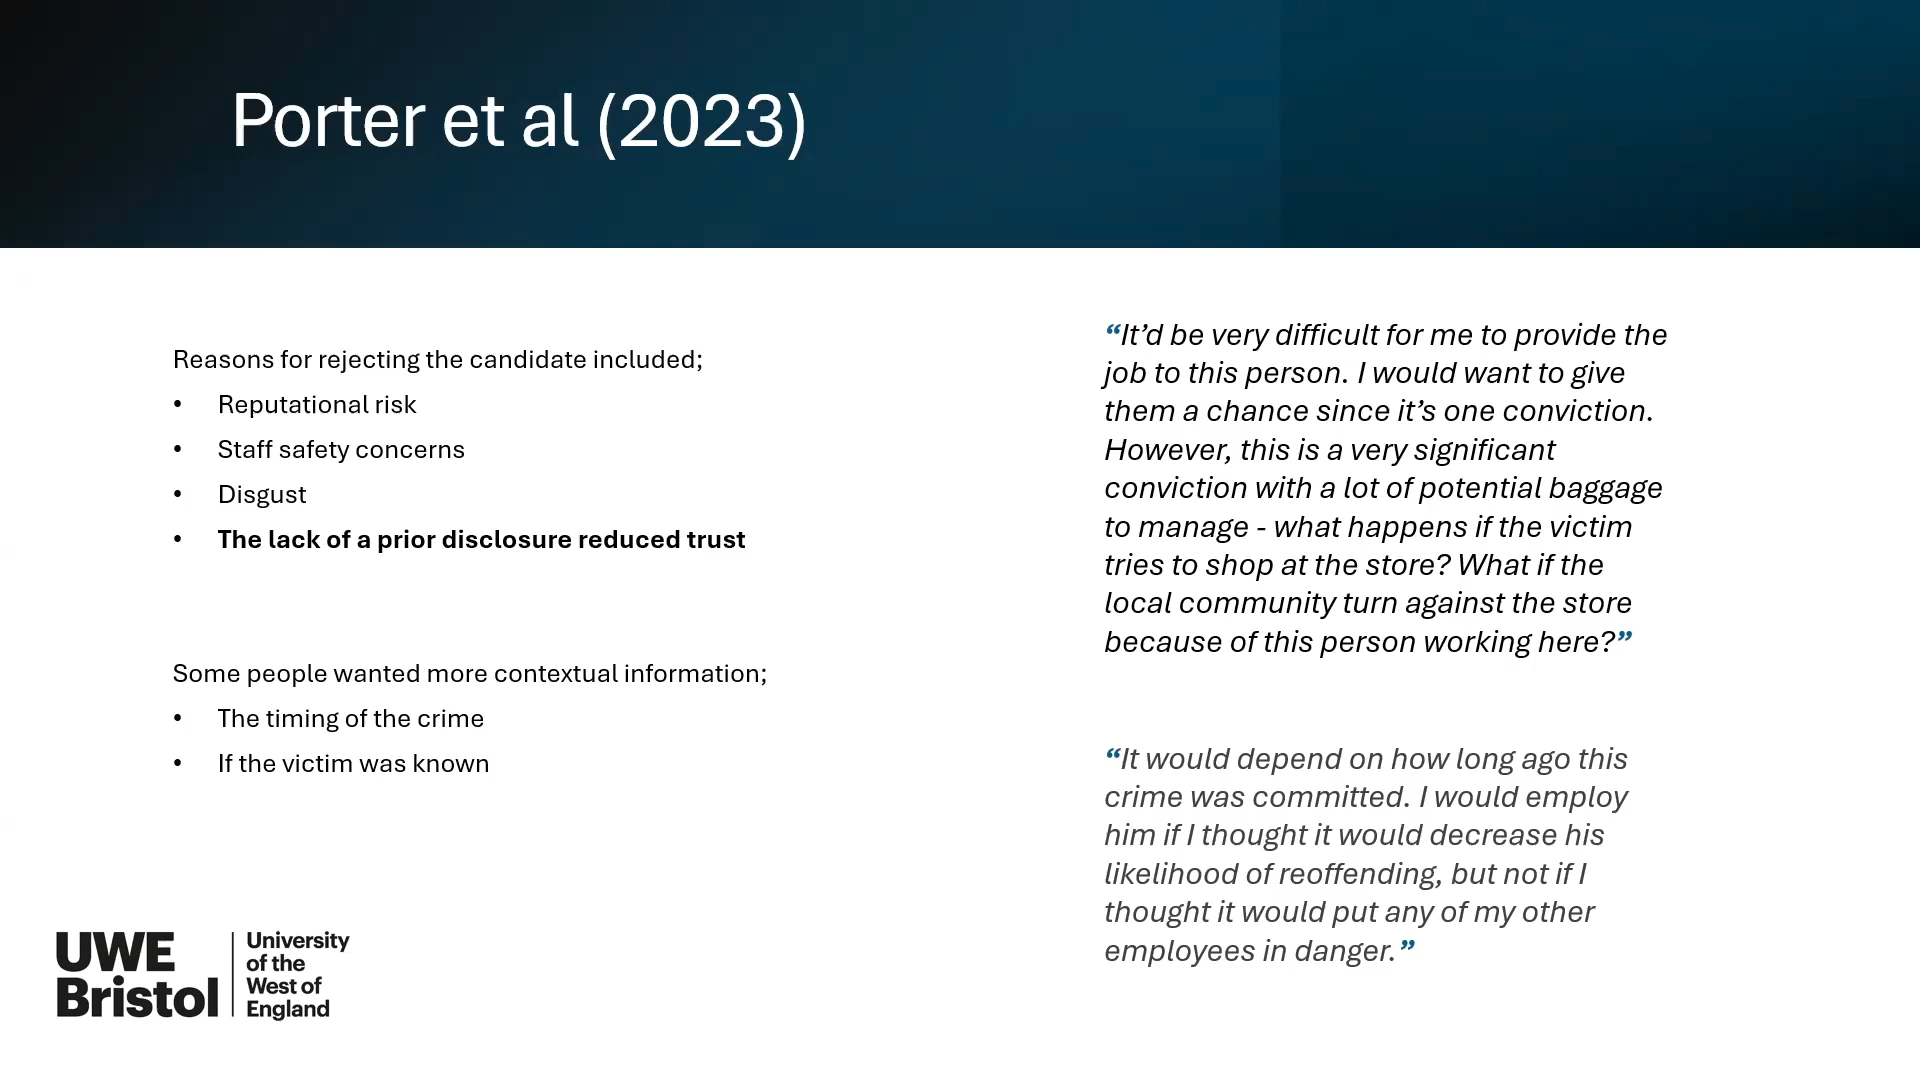 Porter et al (2023)
Reasons for rejecting the candidate included;
• Reputational risk
• Staff safety concerns
• Disgust
• The lack of a prior disclosure reduced trust
Some people wanted more contextual information;
• The timing of the crime
• If the victim was known
“It’d be very difficult for me to provide the
job to this person. I would want to give
them a chance since it’s one conviction.
However, this is a very significant
conviction with a lot of potential baggage
to manage - what happens if the victim
tries to shop at the store? What if the
local community turn against the store
because of this person working here?”
“It would depend on how long ago this
crime was committed. I would employ
him if I thought it would decrease his
likelihood of reoffending, but not if I
thought it would put any of my other
employees in danger.”
UWE
Bristol
University
of the
West of
England